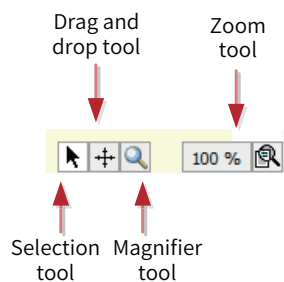 Drag and
drop tool
Zoom
tool
100 %
Selection
tool
Magnifier
tool